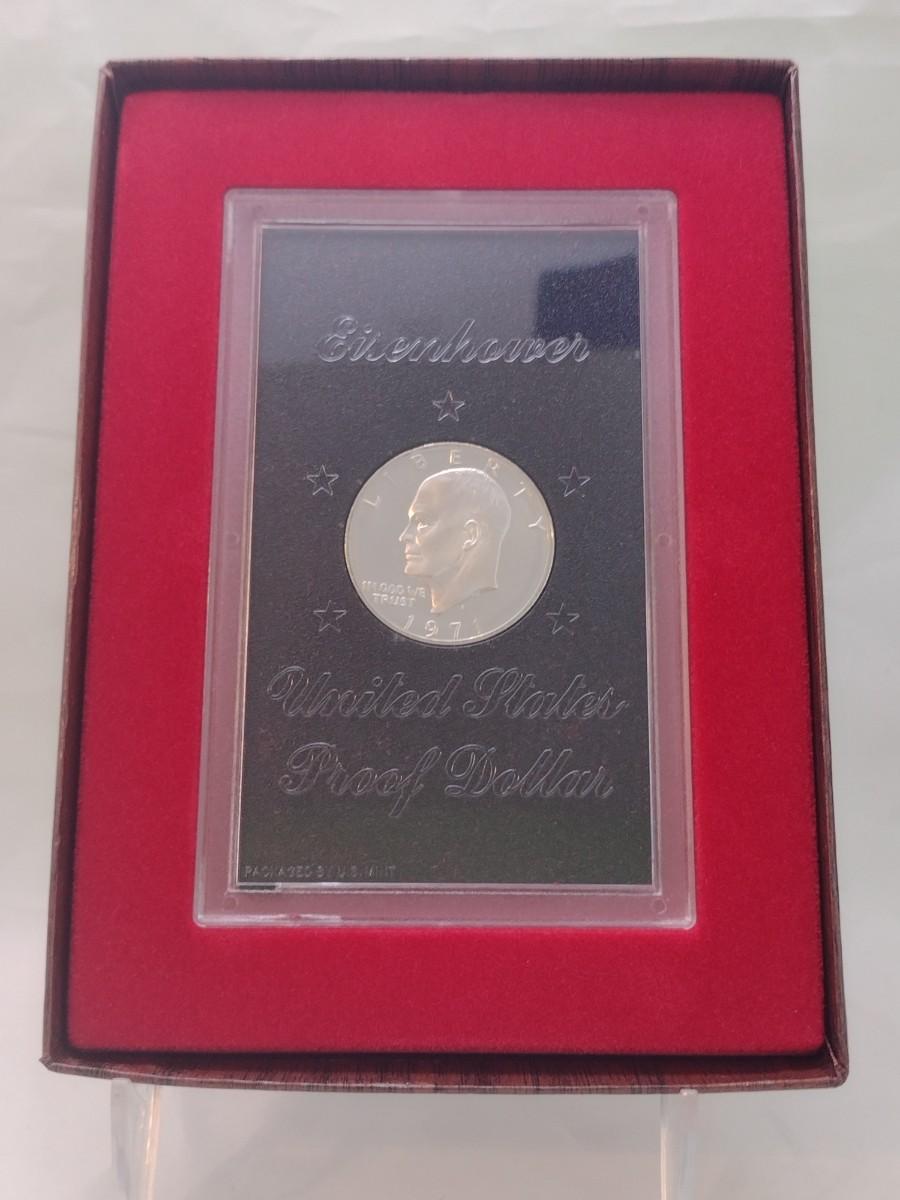 Eisenhower
LIBERTY
IN GOD WE
TRUST
1971
United States
Proof Dollar
PACKAGED BY U.S. MINT